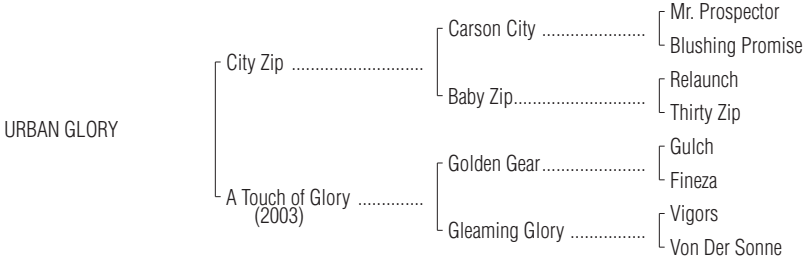 Mr. Prospector
Carson City ......................
Blushing Promise
City Zip ............................
Relaunch
Baby Zip............................
Thirty Zip
URBAN GLORY
Gulch
Golden Gear......................
Fineza
A Touch of Glory ..............
(2003)
Vigors
Gleaming Glory ................
Von Der Sonne